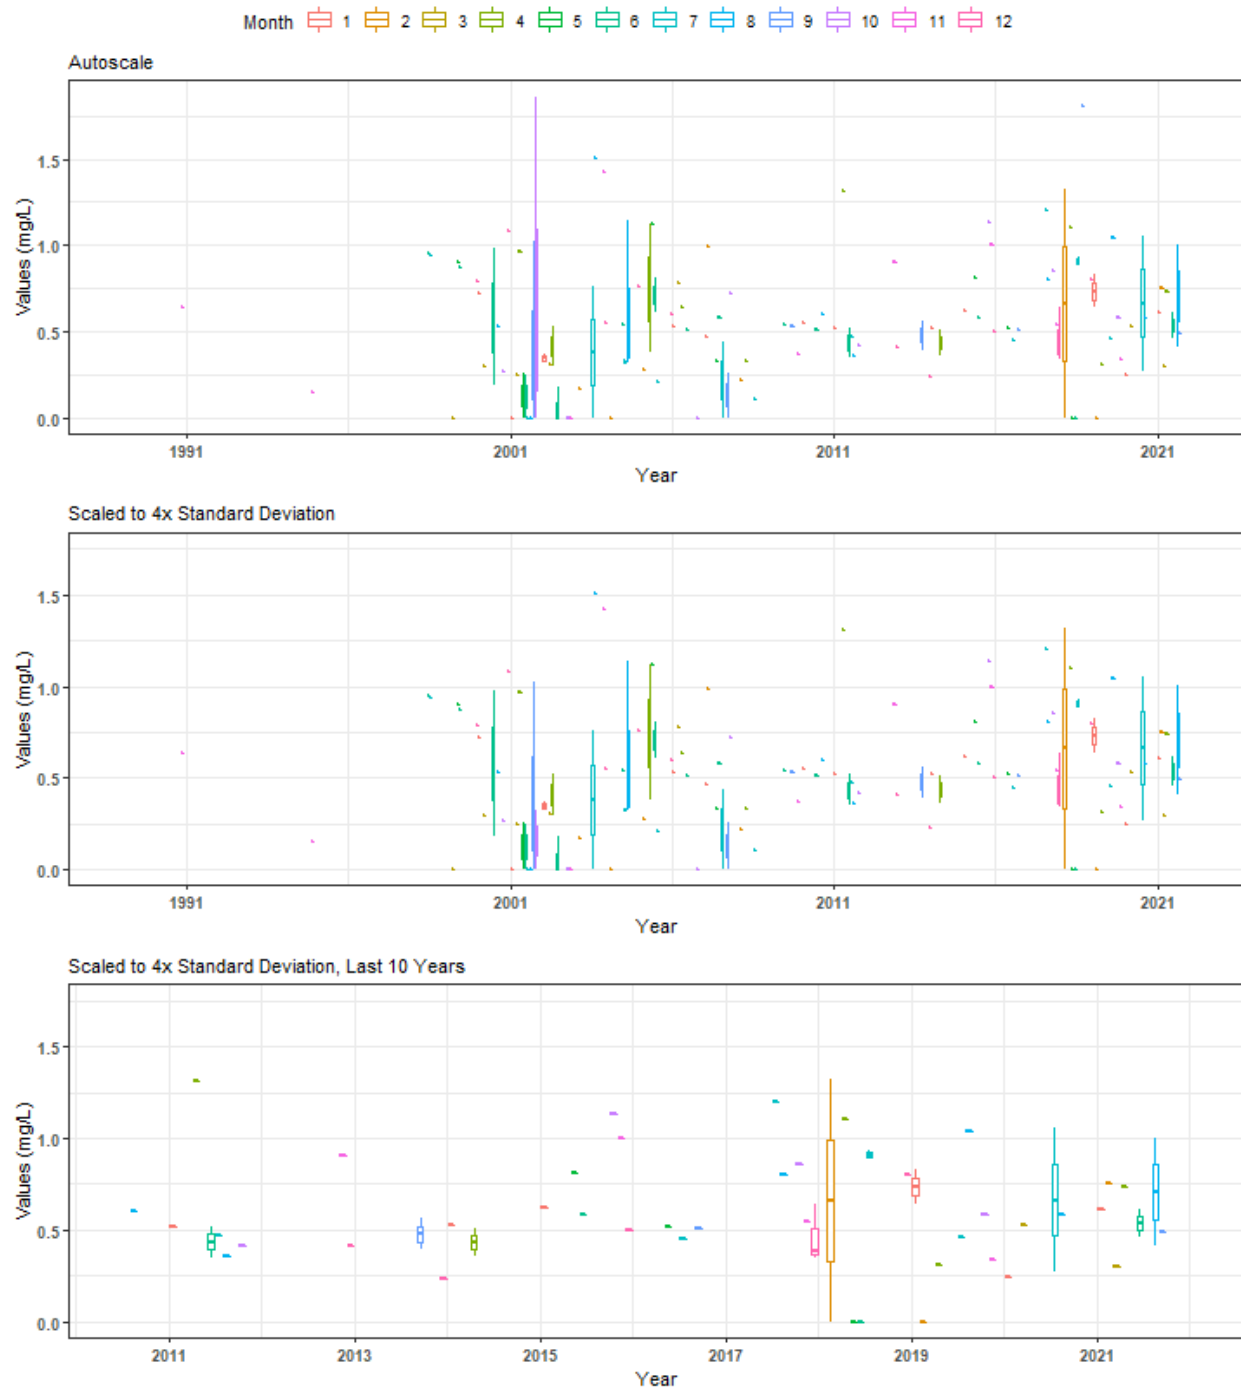 Month 1 2 3 4 5 6 7 8 9 10 11 12
Autoscale
Values (mg/L)
1.5
1.0
0.5
0.0
1991 2001 2011 2021
Year
Scaled to 4x Standard Deviation
Values (mg/L)
1.5
1.0
0.5
0.0
1991 2001 2011 2021
Year
Scaled to 4x Standard Deviation, Last 10 Years
Values (mg/L)
1.5
1.0
0.5
0.0
2011 2013 2015 2017 2019 2021
Year